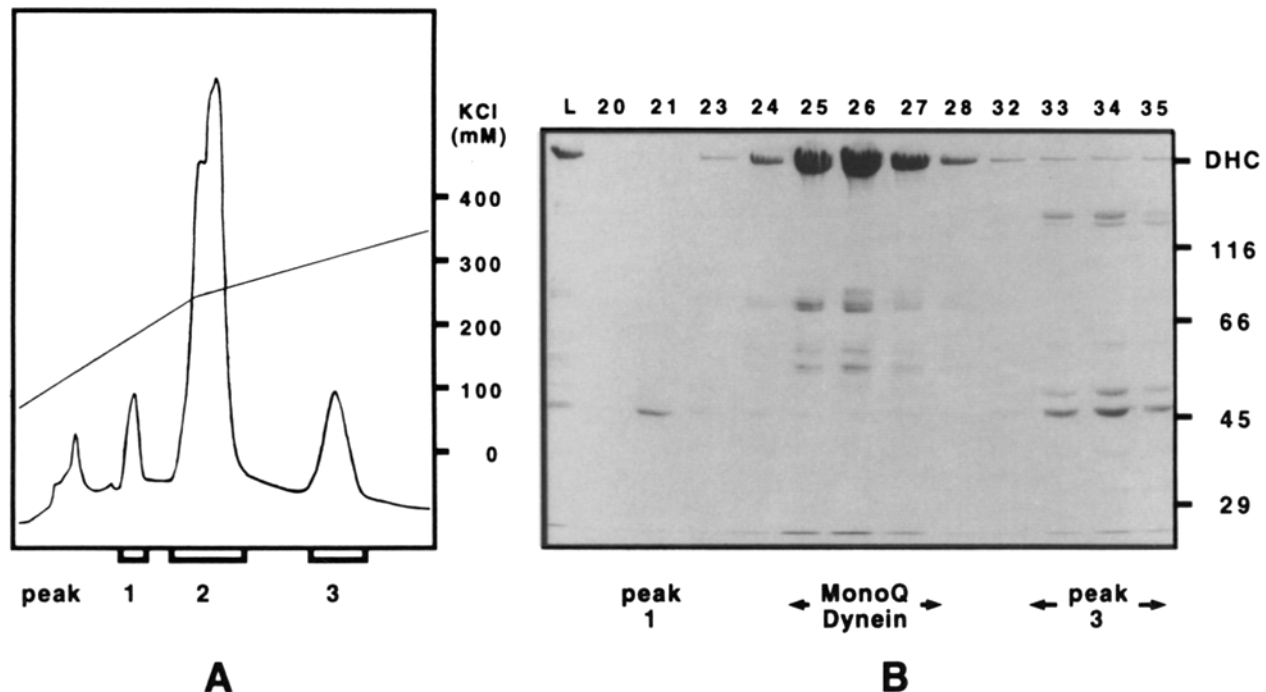 KCl
(mM)
400
300
200
100
0
peak 1 2 3
A
L 20 21 23 24 25 26 27 28 32 33 34 35
DHC
116
66
45
29
peak
1
MonoQ
Dynein
peak
3
B